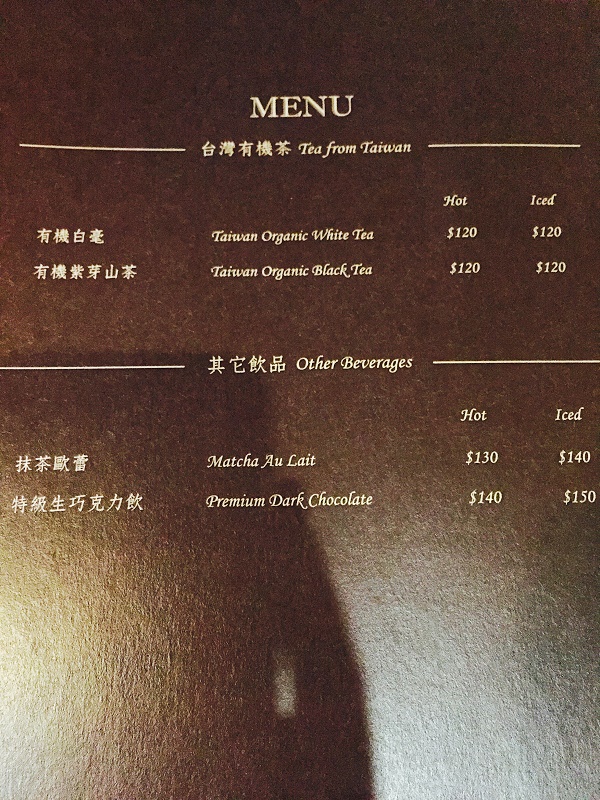 MENU
台灣有機茶 Tea from Taiwan
Hot Iced
有機白毫 Taiwan Organic White Tea $120 $120
有機紫芽山茶 Taiwan Organic Black Tea $120 $120
其它飲品 Other Beverages
Hot Iced
抹茶歐蕾 Matcha Au Lait $130 $140
特級生巧克力飲 Premium Dark Chocolate $140 $150